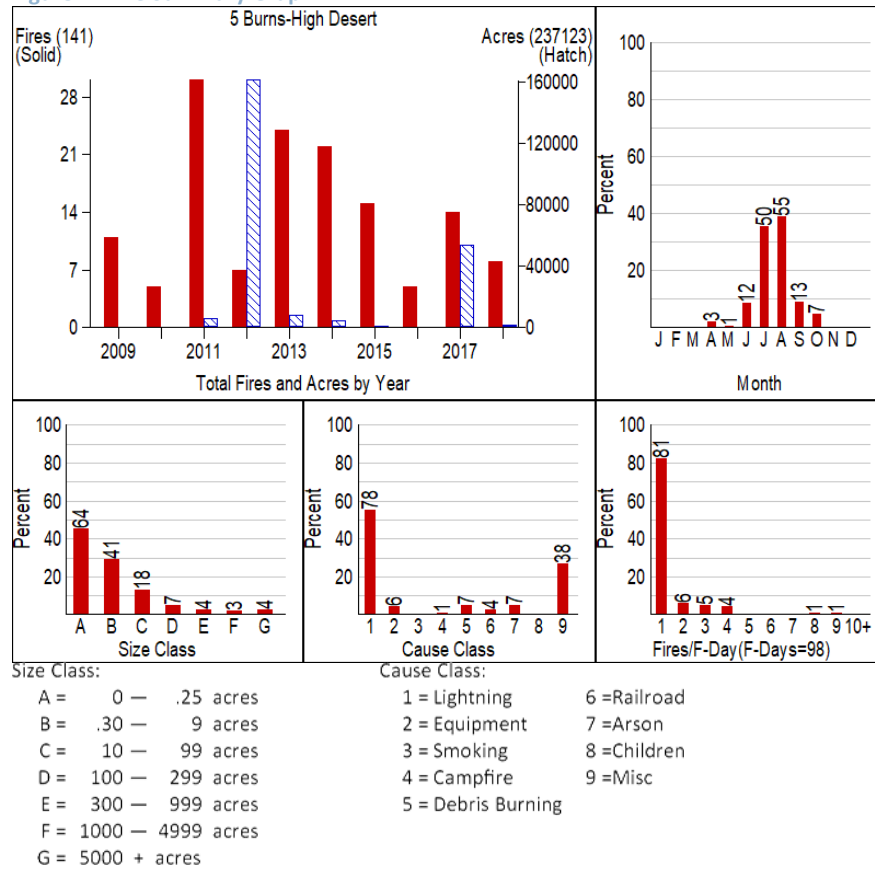 5 Burns-High Desert
Fires (141)
(Solid)
Acres (237123)
(Hatch)
28
21
14
7
0
160000
120000
80000
40000
0
2009 2011 2013 2015 2017
Total Fires and Acres by Year
100
80
60
40
20
Percent
3 1 12 50 55 13 7
J F M A M J J A S O N D
Month
100
80
60
40
20
Percent
64 41 18 7 4 3 4
A B C D E F G
Size Class
100
80
60
40
20
Percent
78 6 1 7 4 7 38
1 2 3 4 5 6 7 8 9
Cause Class
100
80
60
40
20
Percent
81 6 5 4 1 1
1 2 3 4 5 6 7 8 9 10+
Fires/F-Day(F-Days=98)
Size Class:
A = 0 — .25 acres
B = .30 — 9 acres
C = 10 — 99 acres
D = 100 — 299 acres
E = 300 — 999 acres
F = 1000 — 4999 acres
G = 5000 + acres
Cause Class:
1 = Lightning
2 = Equipment
3 = Smoking
4 = Campfire
5 = Debris Burning
6 =Railroad
7 =Arson
8 =Children
9 =Misc